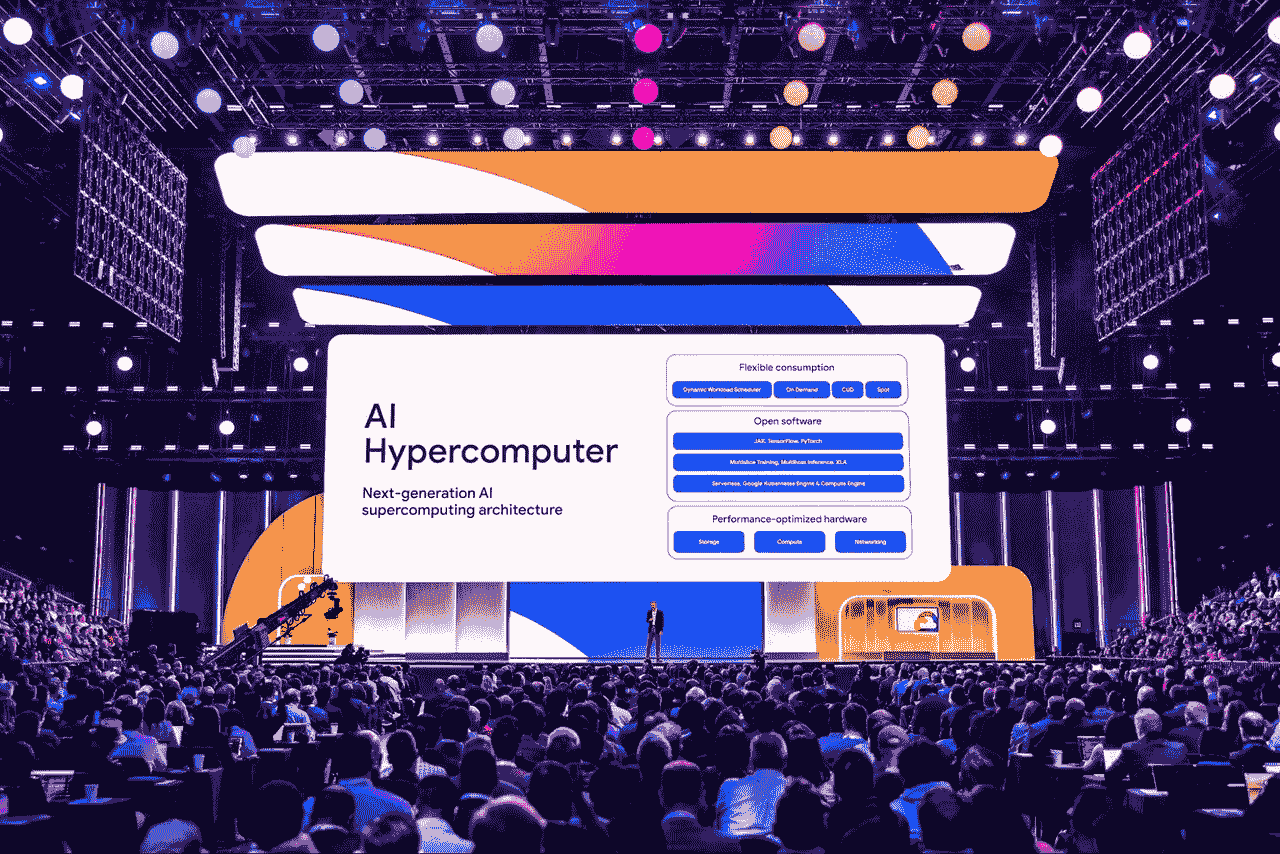 AI
Hypercomputer
Next-generation AI
supercomputing architecture
Flexible consumption
Dynamic Workload Scheduler
On Demand
CUD
Spot
Open software
JAX, TensorFlow, PyTorch
Multislice Training, Multihost Inference, XLA
Serverless, Google Kubernetes Engine & Compute Engine
Performance-optimized hardware
Storage
Compute
Networking